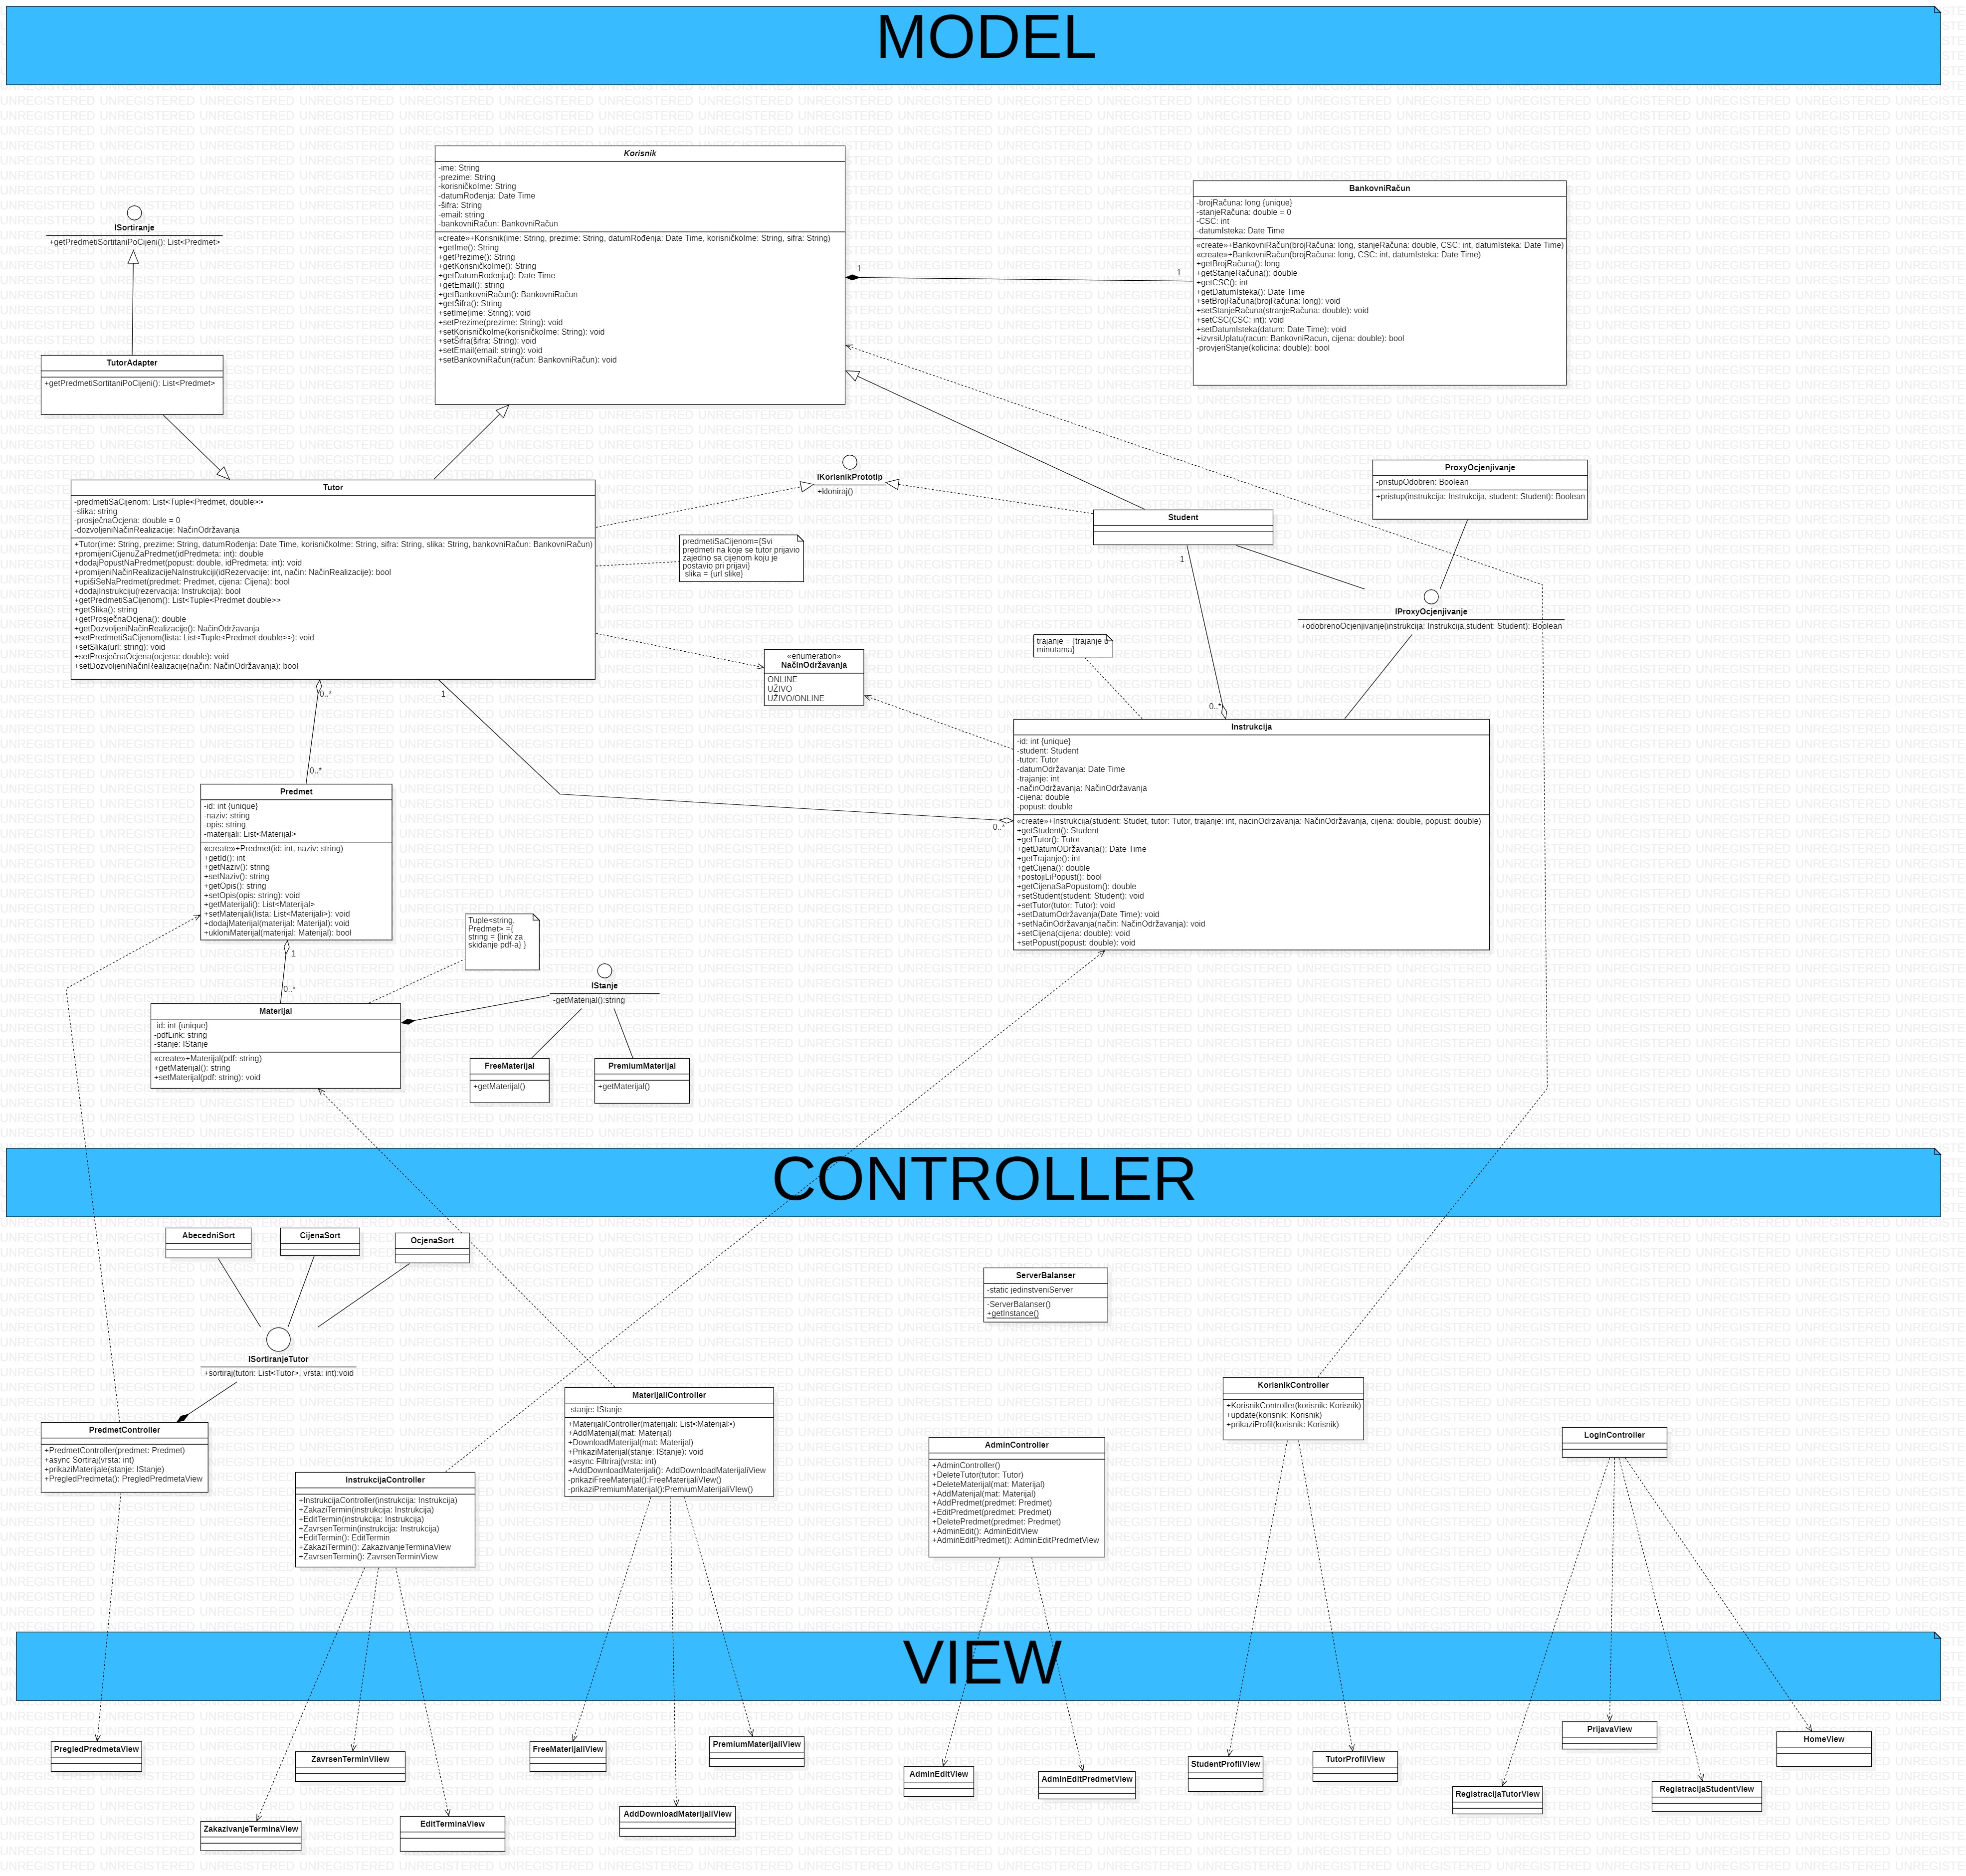 MODEL
Korisnik
-ime: String
-prezime: String
-korisničkoIme: String
-datumRođenja: Date Time
-šifra: String
-email: string
-bankovniRačun: BankovniRačun
«create»+Korisnik(ime: String, prezime: String, datumRođenja: Date Time, korisničkoIme: String, sifra: String)
+getIme(): String
+getPrezime(): String
+getKorisničkoIme(): String
+getDatumRođenja(): Date Time
+getEmail(): string
+getBankovniRačun(): BankovniRačun
+getŠifra(): String
+setIme(ime: String): void
+setPrezime(prezime: String): void
+setKorisničkoIme(korisničkoIme: String): void
+setŠifra(šifra: String): void
+setEmail(email: string): void
+setBankovniRačun(račun: BankovniRačun): void
1
1
BankovniRačun
-brojRačuna: long {unique}
-stanjeRačuna: double = 0
-CSC: int
-datumIsteka: Date Time
«create»+BankovniRačun(brojRačuna: long, stanjeRačuna: double, CSC: int, datumIsteka: Date Time)
«create»+BankovniRačun(brojRačuna: long, CSC: int, datumIsteka: Date Time)
+getBrojRačuna(): long
+getStanjeRačuna(): double
+getCSC(): int
+getDatumIsteka(): Date Time
+setBrojRačuna(brojRačuna: long): void
+setStanjeRačuna(stranjeRačuna: double): void
+setCSC(CSC: int): void
+setDatumIsteka(datum: Date Time): void
+izvrsiUplatu(racun: BankovniRacun, cijena: double): bool
-provjeriStanje(kolicina: double): bool
ISortiranje
+getPredmetiSortitaniPoCijeni(): List<Predmet>
TutorAdapter
+getPredmetiSortitaniPoCijeni(): List<Predmet>
Tutor
-predmetiSaCijenom: List<Tuple<Predmet, double>>
-slika: string
-prosječnaOcjena: double = 0
-dozvoljeniNačinRealizacije: NačinOdržavanja
+Tutor(ime: String, prezime: String, datumRođenja: Date Time, korisničkoIme: String, sifra: String, slika: String, bankovniRačun: BankovniRačun)
+promijeniCijenuZaPredmet(idPredmeta: int): double
+dodajPopustNaPredmet(popust: double, idPredmeta: int): void
+promijeniNačinRealizacijeNaInstrukciji(idRezervacije: int, način: NačinRealizacije): bool
+upišiSeNaPredmet(predmet: Predmet, cijena: Cijena): bool
+dodajInstrukciju(rezervacija: Instrukcija): bool
+getPredmetiSaCijenom(): List<Tuple<Predmet double>>
+getSlika(): string
+getProsječnaOcjena(): double
+getDozvoljeniNačinRealizacije(): NačinOdržavanja
+setPredmetiSaCijenom(lista: List<Tuple<Predmet double>>): void
+setSlika(url: string): void
+setProsječnaOcjena(ocjena: double): void
+setDozvoljeniNačinRealizacije(način: NačinOdržavanja): bool
0..*
1
IKorisnikPrototip
+kloniraj()
predmetiSaCijenom={Svi
predmeti na koje se tutor prijavio
zajedno sa cijenom koju je
postavio pri prijavi}
slika = {url slike}
«enumeration»
NačinOdržavanja
ONLINE
UŽIVO
UŽIVO/ONLINE
Student
1
ProxyOcjenjivanje
-pristupOdobren: Boolean
+pristup(instrukcija: Instrukcija, student: Student): Boolean
IProxyOcjenjivanje
+odobrenoOcjenjivanje(instrukcija: Instrukcija,student: Student): Boolean
trajanje = {trajanje u
minutama}
0..*
Instrukcija
-id: int {unique}
-student: Student
-tutor: Tutor
-datumOdržavanja: Date Time
-trajanje: int
-načinOdržavanja: NačinOdržavanja
-cijena: double
-popust: double
«create»+Instrukcija(student: Studet, tutor: Tutor, trajanje: int, nacinOdrzavanja: NačinOdržavanja, cijena: double, popust: double)
+getStudent(): Student
+getTutor(): Tutor
+getDatumODržavanja(): Date Time
+getTrajanje(): int
+getCijena(): double
+postojiLiPopust(): bool
+getCijenaSaPopustom(): double
+setStudent(student: Student): void
+setTutor(tutor: Tutor): void
+setDatumOdržavanja(Date Time): void
+setNačinOdržavanja(način: NačinOdržavanja): void
+setCijena(cijena: double): void
+setPopust(popust: double): void
0..*
0..*
Predmet
-id: int {unique}
-naziv: string
-opis: string
-materijali: List<Materijal>
«create»+Predmet(id: int, naziv: string)
+getId(): int
+getNaziv(): string
+setNaziv(): string
+getOpis(): string
+setOpis(opis: string): void
+getMaterijali(): List<Materijal>
+setMaterijali(lista: List<Materijali>): void
+dodajMaterijal(materijal: Materijal): void
+ukloniMaterijal(materijal: Materijal): bool
1
0..*
Tuple<string,
Predmet> ={
string = {link za
skidanje pdf-a} }
Materijal
-id: int {unique}
-pdfLink: string
-stanje: IStanje
«create»+Materijal(pdf: string)
+getMaterijal(): string
+setMaterijal(pdf: string): void
IStanje
-getMaterijal():string
FreeMaterijal
+getMaterijal()
PremiumMaterijal
+getMaterijal()
CONTROLLER
AbecedniSort
CijenaSort
OcjenaSort
ISortiranjeTutor
+sortiraj(tutori: List<Tutor>, vrsta: int):void
ServerBalanser
-static jedinstveniServer
-ServerBalanser()
+getInstance()
PredmetController
+PredmetController(predmet: Predmet)
+async Sortiraj(vrsta: int)
+prikaziMaterijale(stanje: IStanje)
+PregledPredmeta(): PregledPredmetaView
InstrukcijaController
+InstrukcijaController(instrukcija: Instrukcija)
+ZakaziTermin(instrukcija: Instrukcija)
+EditTermin(instrukcija: Instrukcija)
+ZavrsenTermin(instrukcija: Instrukcija)
+EditTermin(): EditTermin
+ZakaziTermin(): ZakazivanjeTerminaView
+ZavrsenTermin(): ZavrsenTerminView
MaterijaliController
-stanje: IStanje
+MaterijaliController(materijali: List<Materijal>)
+AddMaterijal(mat: Materijal)
+DownloadMaterijal(mat: Materijal)
+PrikaziMaterijal(stanje: IStanje): void
+async Filtriraj(vrsta: int)
+AddDownloadMaterijali(): AddDownloadMaterijaliView
-prikaziFreeMaterijal():FreeMaterijaliVIew()
-prikaziPremiumMaterijal():PremiumMaterijaliVIew()
AdminController
+AdminController()
+DeleteTutor(tutor: Tutor)
+DeleteMaterijal(mat: Materijal)
+AddMaterijal(mat: Materijal)
+AddPredmet(predmet: Predmet)
+EditPredmet(predmet: Predmet)
+DeletePredmet(predmet: Predmet)
+AdminEdit(): AdminEditView
+AdminEditPredmet(): AdminEditPredmetView
KorisnikController
+KorisnikController(korisnik: Korisnik)
+update(korisnik: Korisnik)
+prikaziProfil(korisnik: Korisnik)
LoginController
VIEW
PregledPredmetaView
ZavrsenTerminViiew
ZakazivanjeTerminaView
EditTerminaView
FreeMaterijaliView
AddDownloadMaterijaliView
PremiumMaterijaliView
AdminEditView
AdminEditPredmetView
StudentProfilView
TutorProfilView
RegistracijaTutorView
PrijavaView
RegistracijaStudentView
HomeView